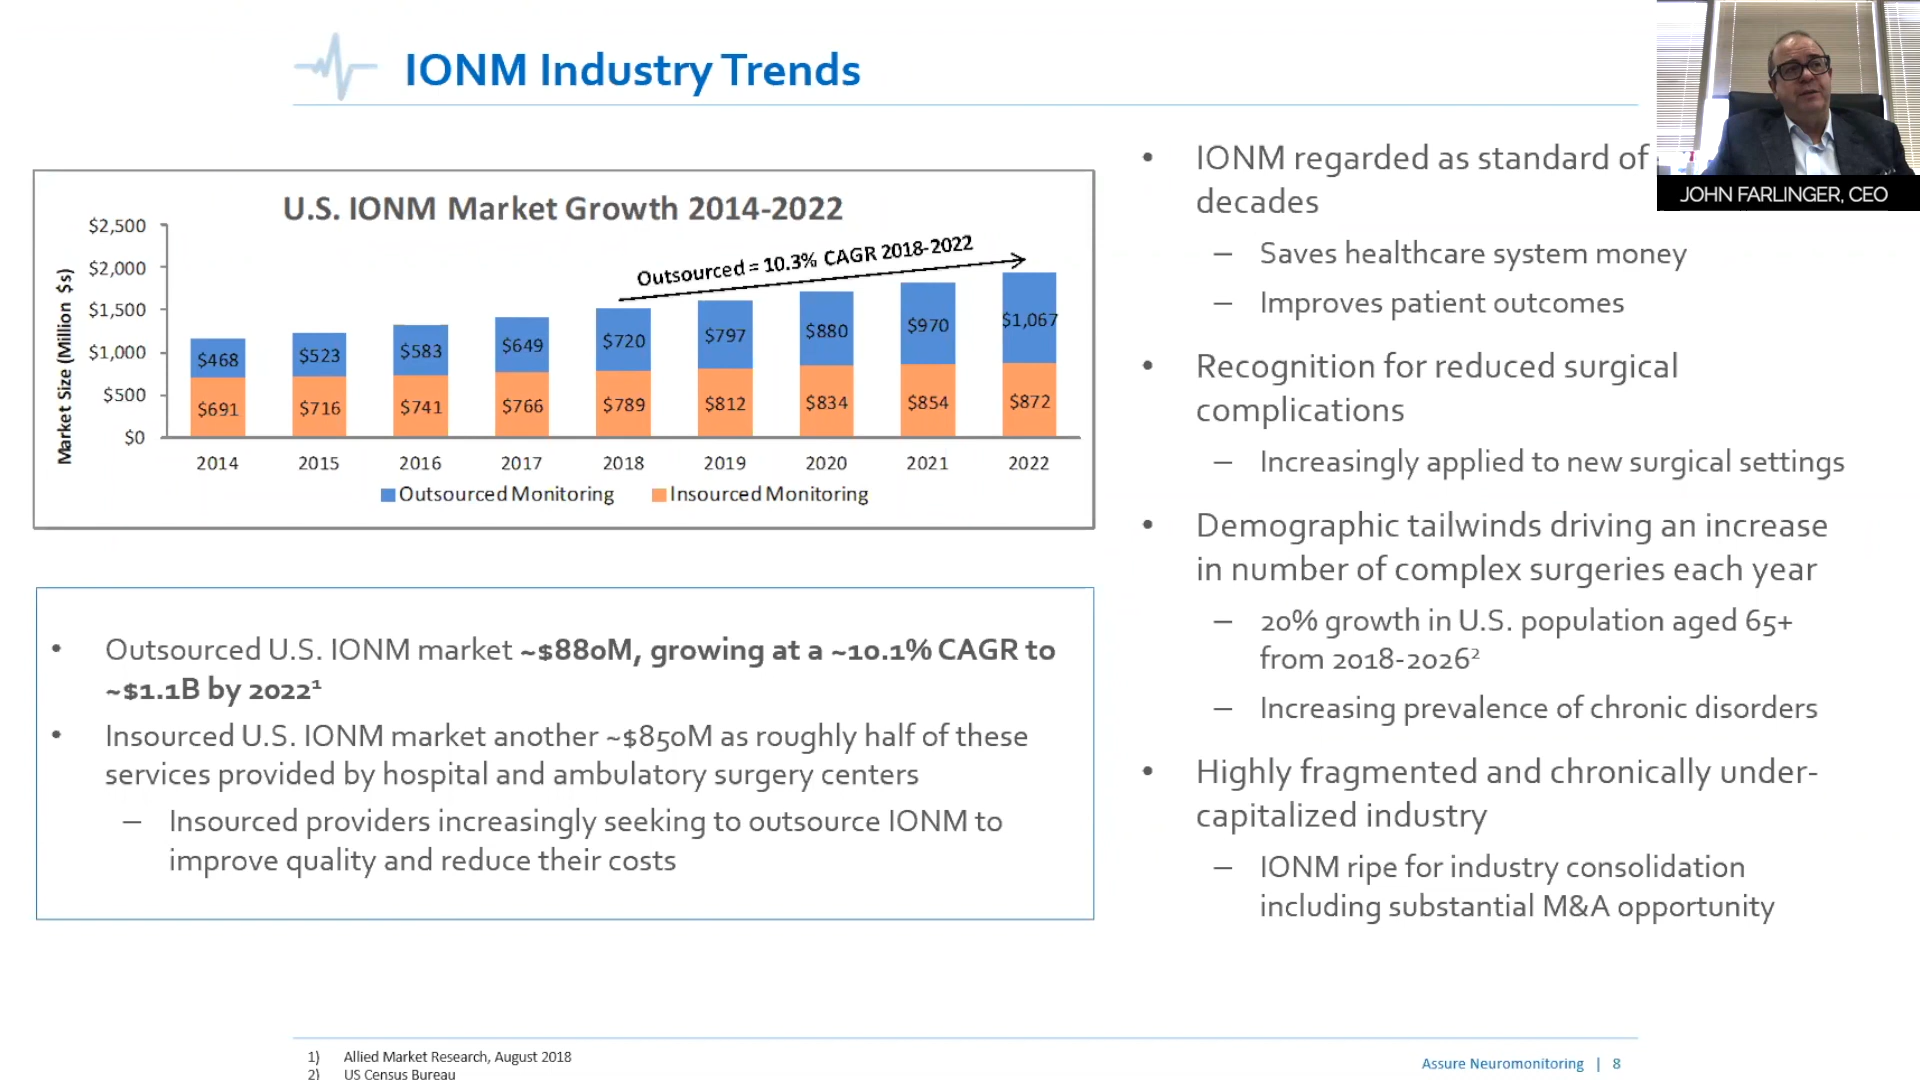 IONM Industry Trends
JOHN FARLINGER, CEO
U.S. IONM Market Growth 2014-2022
Market Size (Million $s)
$2,500
$2,000
$1,500
$1,000
$500
$0
Outsourced = 10.3% CAGR 2018-2022
$468 $523 $583 $649 $720 $797 $880 $970 $1,067
$691 $716 $741 $766 $789 $812 $834 $854 $872
2014 2015 2016 2017 2018 2019 2020 2021 2022
Outsourced Monitoring Insourced Monitoring
• Outsourced U.S. IONM market ~$880M, growing at a ~10.1% CAGR to
~$1.1B by 2022¹
• Insourced U.S. IONM market another ~$850M as roughly half of these
services provided by hospital and ambulatory surgery centers
– Insourced providers increasingly seeking to outsource IONM to
improve quality and reduce their costs
• IONM regarded as standard of
decades
– Saves healthcare system money
– Improves patient outcomes
• Recognition for reduced surgical
complications
– Increasingly applied to new surgical settings
• Demographic tailwinds driving an increase
in number of complex surgeries each year
– 20% growth in U.S. population aged 65+
from 2018-2026²
– Increasing prevalence of chronic disorders
• Highly fragmented and chronically under-
capitalized industry
– IONM ripe for industry consolidation
including substantial M&A opportunity
1) Allied Market Research, August 2018
2) US Census Bureau
Assure Neuromonitoring | 8